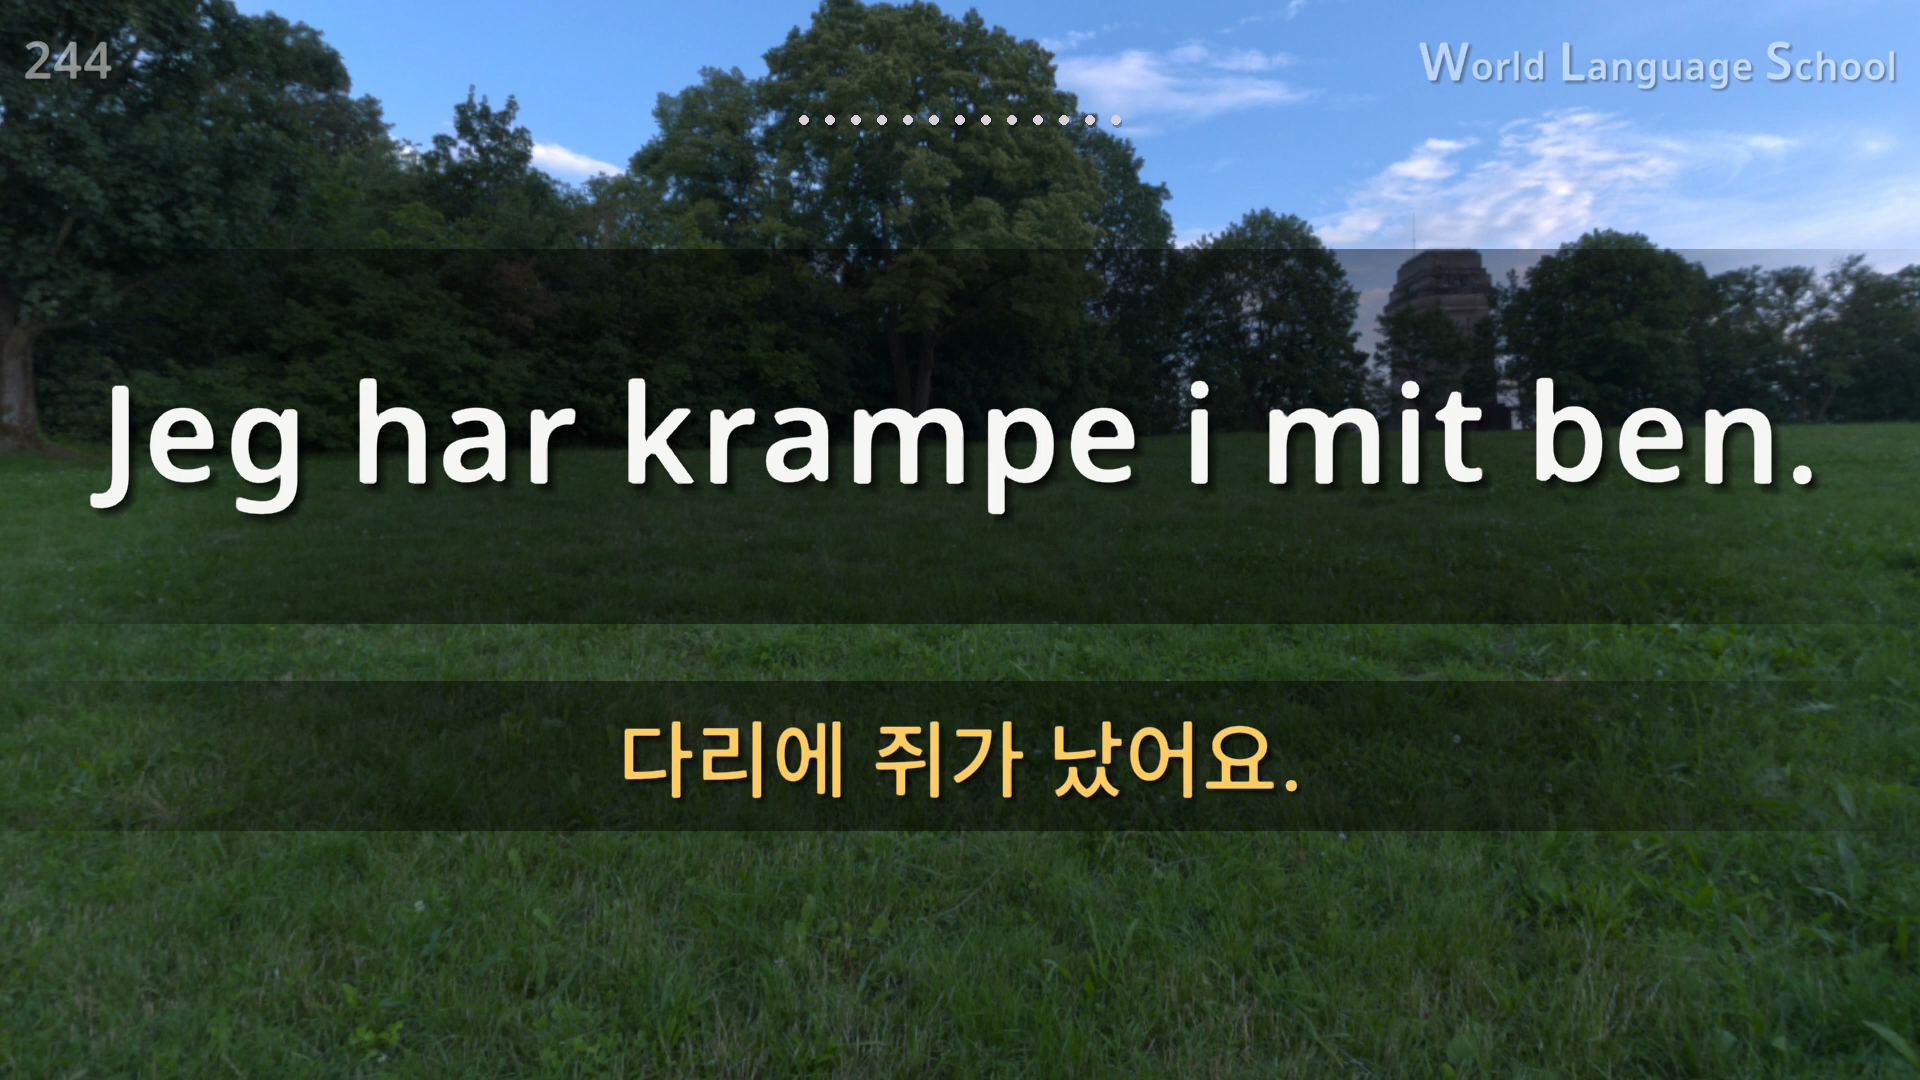 244
World Language School
Jeg har krampe i mit ben.
다리에 쥐가 났어요.